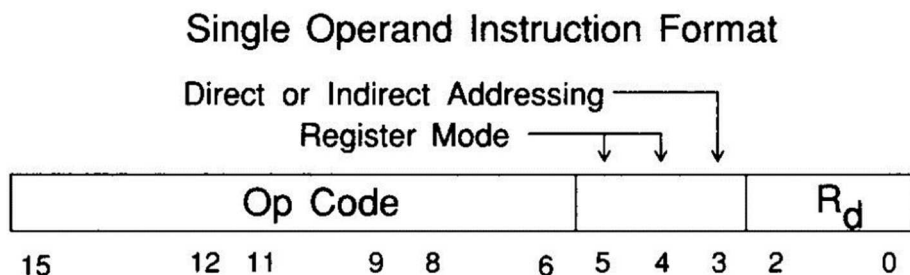 Single Operand Instruction Format
Direct or Indirect Addressing
Register Mode
Op Code R_d
15 12 11 9 8 6 5 4 3 2 0